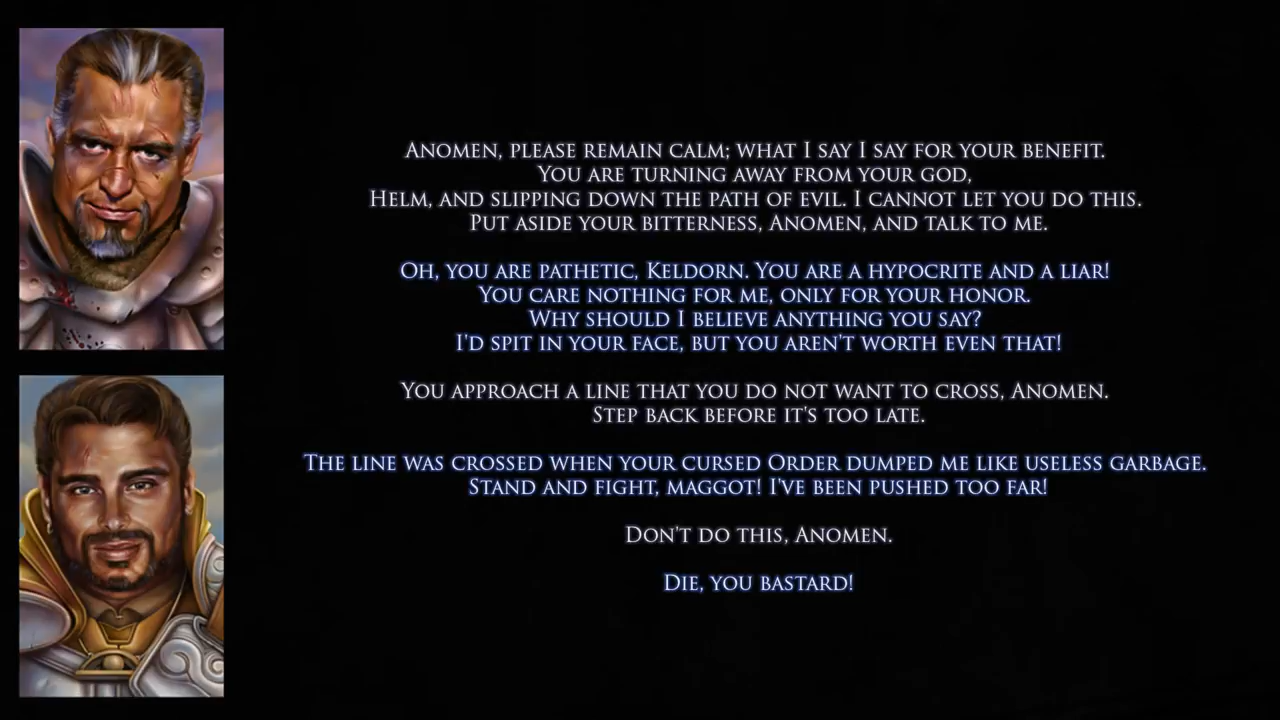 Anomen, please remain calm; what I say I say for your benefit.
You are turning away from your god,
Helm, and slipping down the path of evil. I cannot let you do this.
Put aside your bitterness, Anomen, and talk to me.
Oh, you are pathetic, Keldorn. You are a hypocrite and a liar!
You care nothing for me, only for your honor.
Why should I believe anything you say?
I'd spit in your face, but you aren't worth even that!
You approach a line that you do not want to cross, Anomen.
Step back before it's too late.
The line was crossed when your cursed Order dumped me like useless garbage.
Stand and fight, maggot! I've been pushed too far!
Don't do this, Anomen.
Die, you bastard!